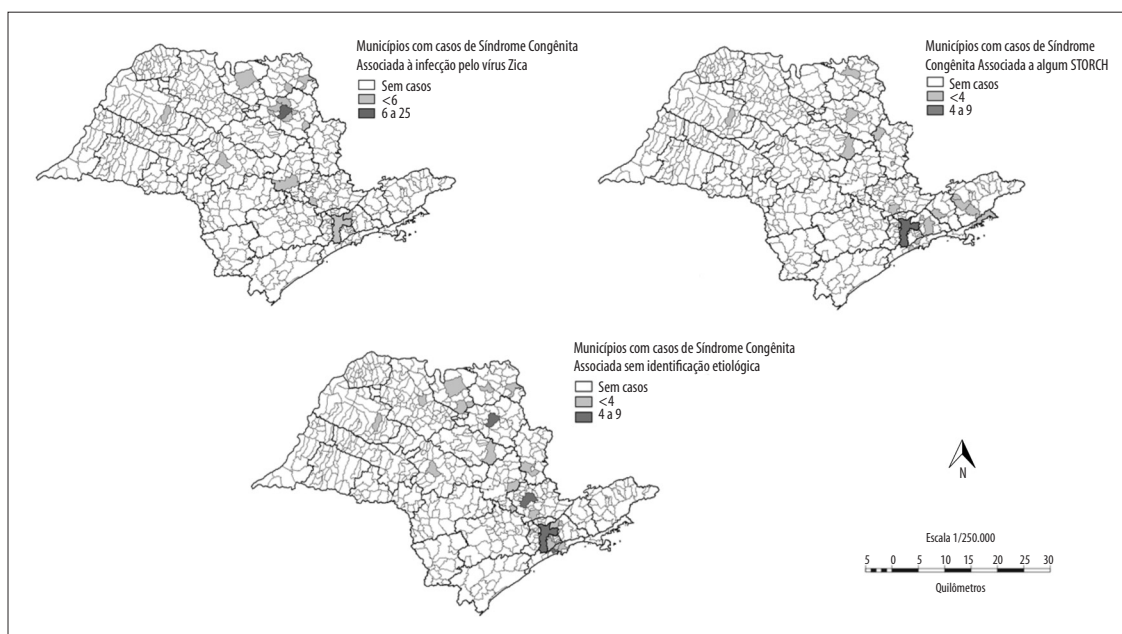 Municípios com casos de Síndrome Congênita
Associada à infecção pelo vírus Zica
Sem casos
<6
6 a 25
Municípios com casos de Síndrome
Congênita Associada a algum STORCH
Sem casos
<4
4 a 9
Municípios com casos de Síndrome Congênita
Associada sem identificação etiológica
Sem casos
<4
4 a 9
N
Escala 1/250.000
5 0 5 10 15 20 25 30
Quilômetros